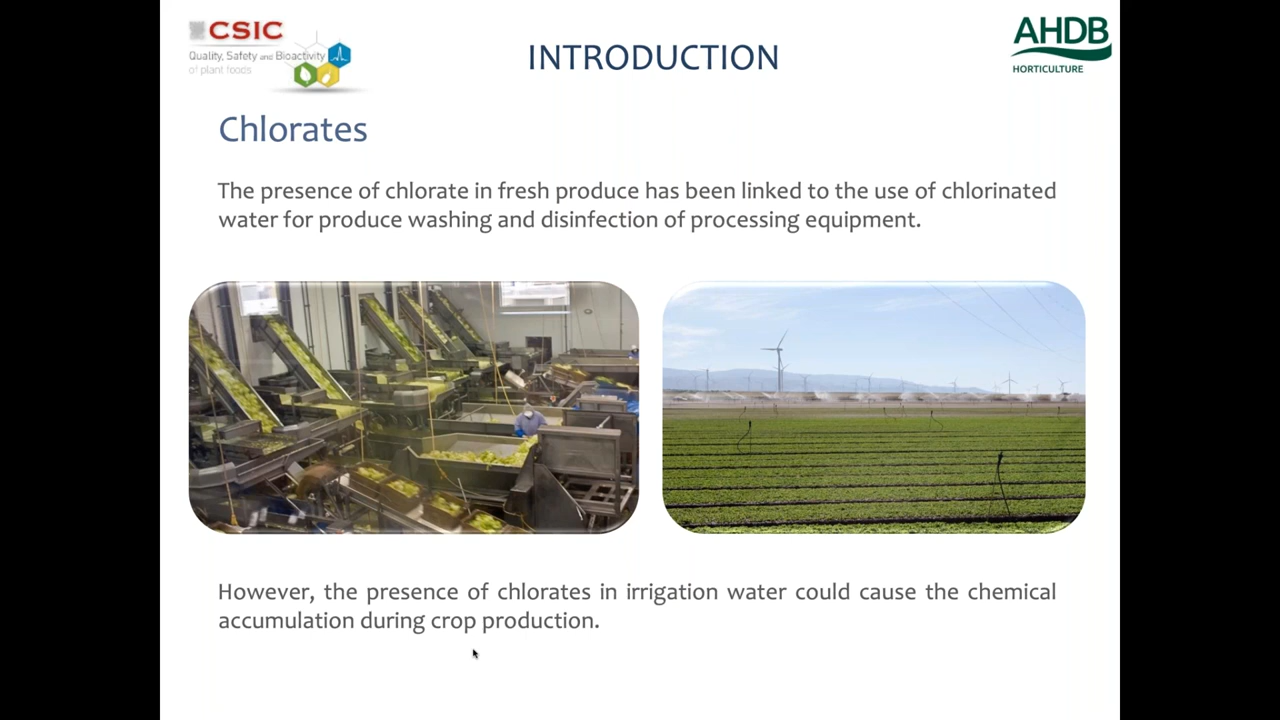 CSIC
Quality, Safety and Bioactivity
of plant foods
INTRODUCTION
AHDB
HORTICULTURE
Chlorates
The presence of chlorate in fresh produce has been linked to the use of chlorinated
water for produce washing and disinfection of processing equipment.
However, the presence of chlorates in irrigation water could cause the chemical
accumulation during crop production.